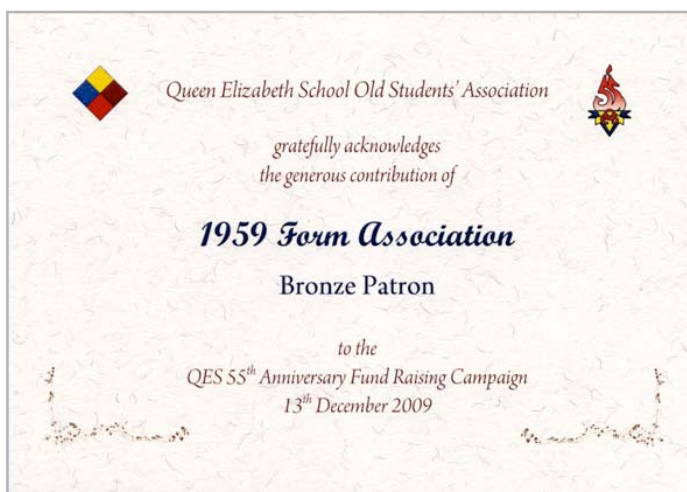 Queen Elizabeth School Old Students' Association
55
gratefully acknowledges
the generous contribution of
1959 Form Association
Bronze Patron
to the
QES 55th Anniversary Fund Raising Campaign
13th December 2009